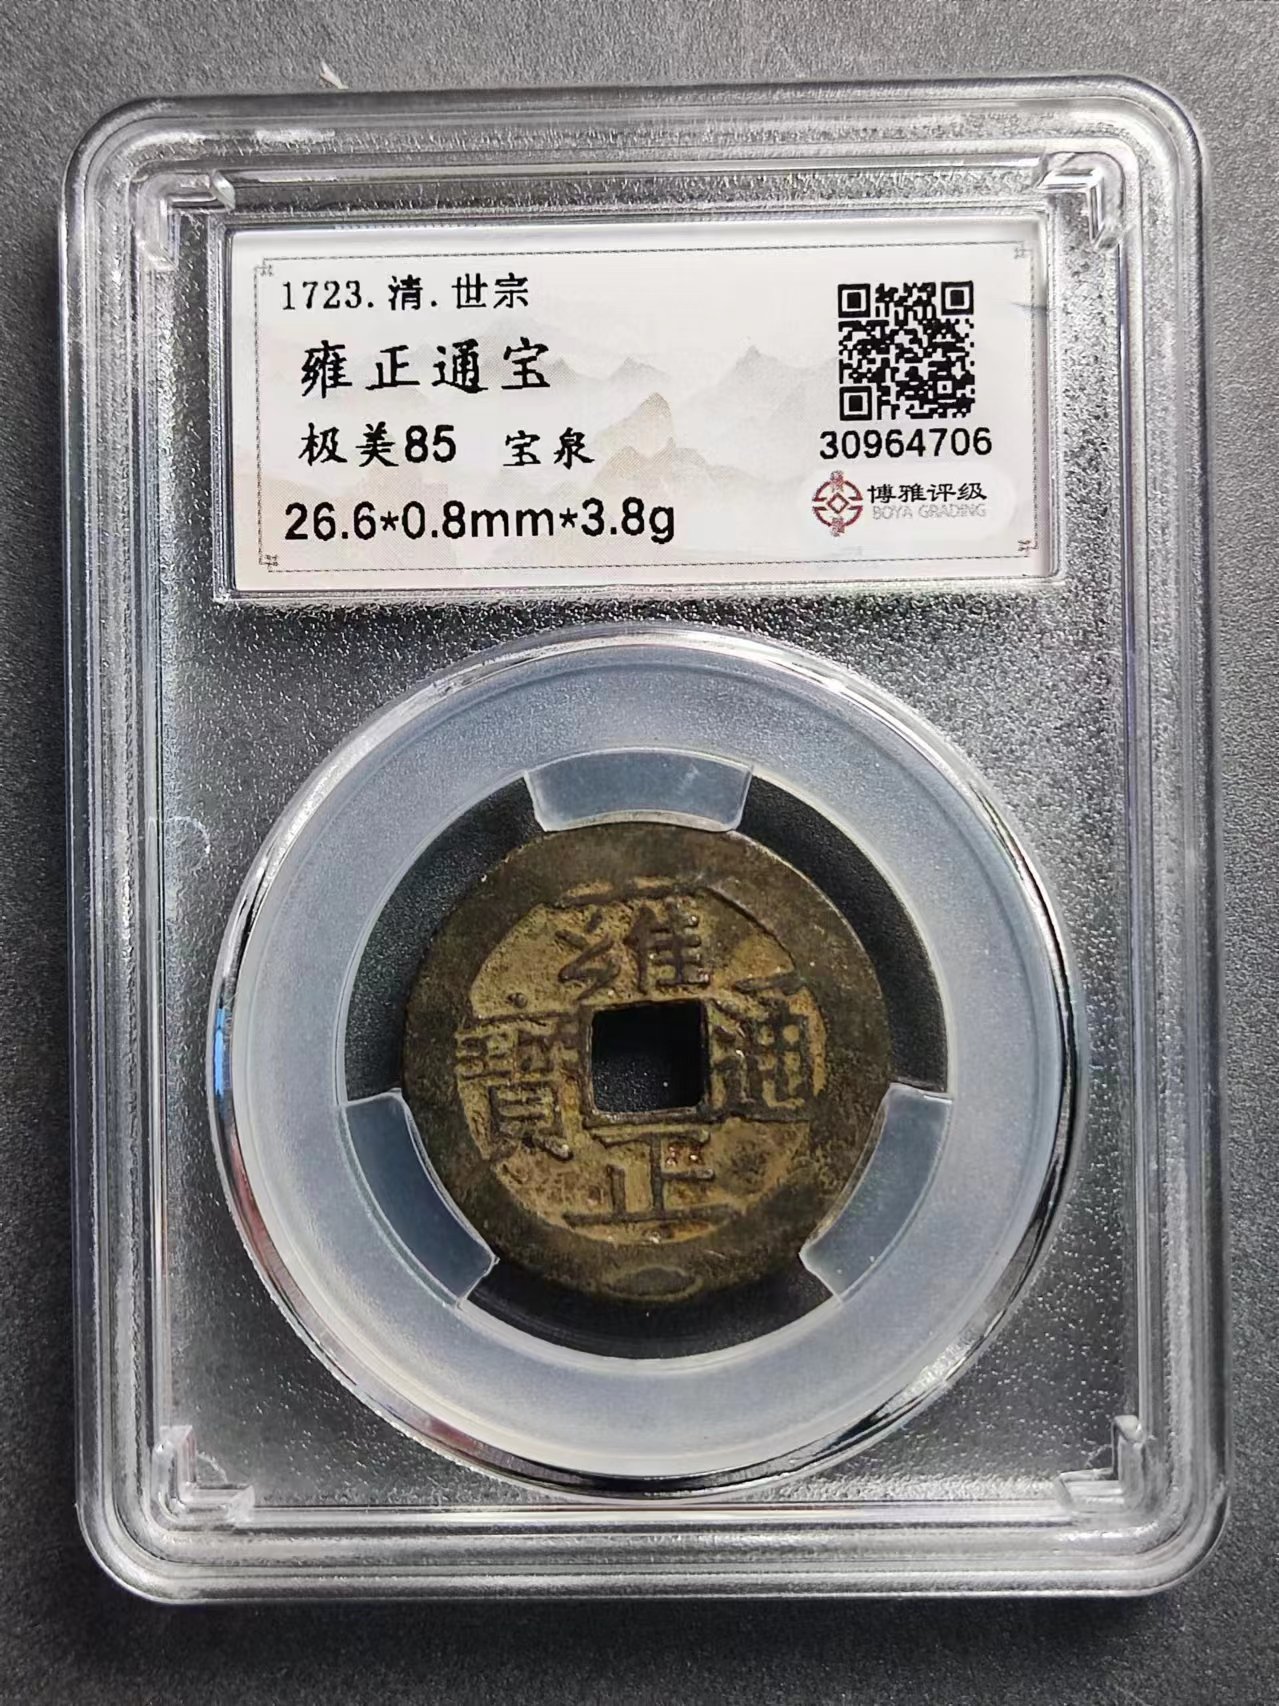 1723.清.世宗
雍正通宝
极美85 宝泉
26.6*0.8mm*3.8g
30964706
博雅评级
BOYA GRADING
雍正通寶